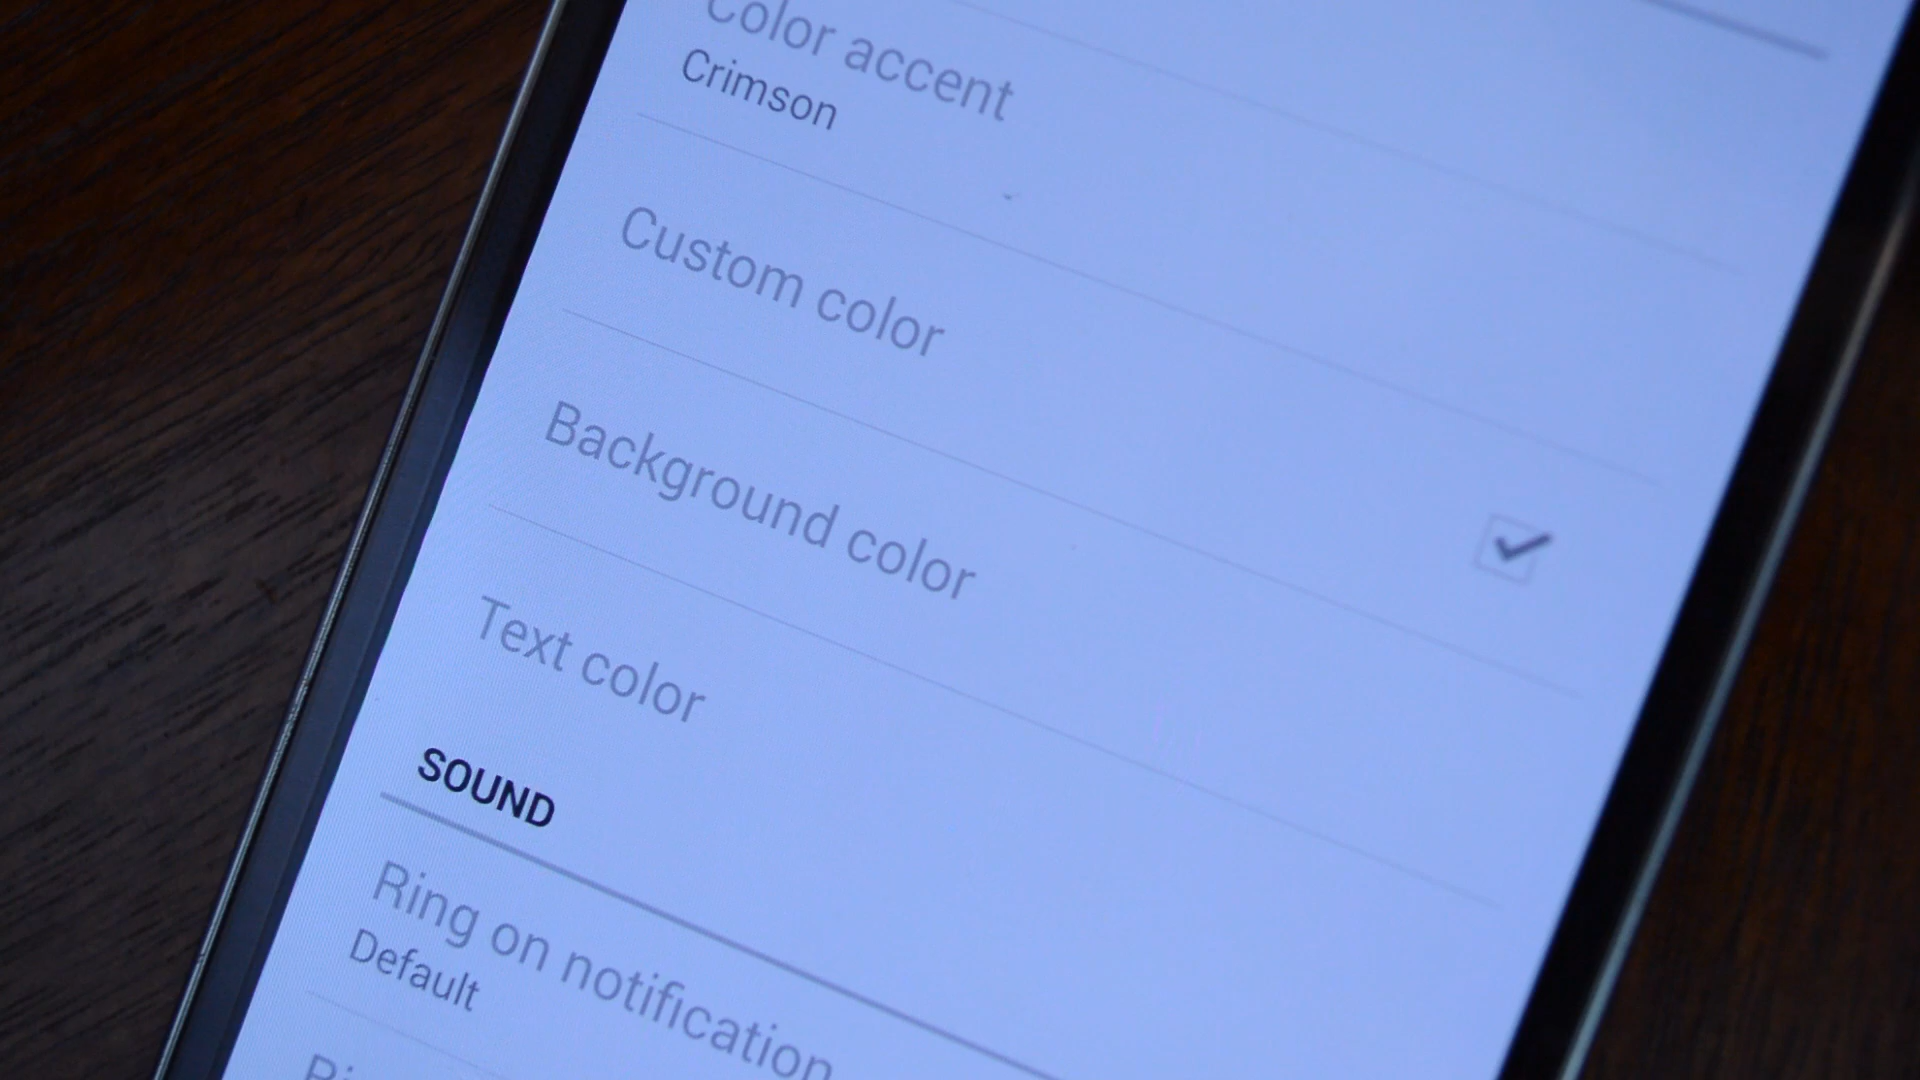 Color accent
Crimson
Custom color
Background color
Text color
SOUND
Ring on notification
Default